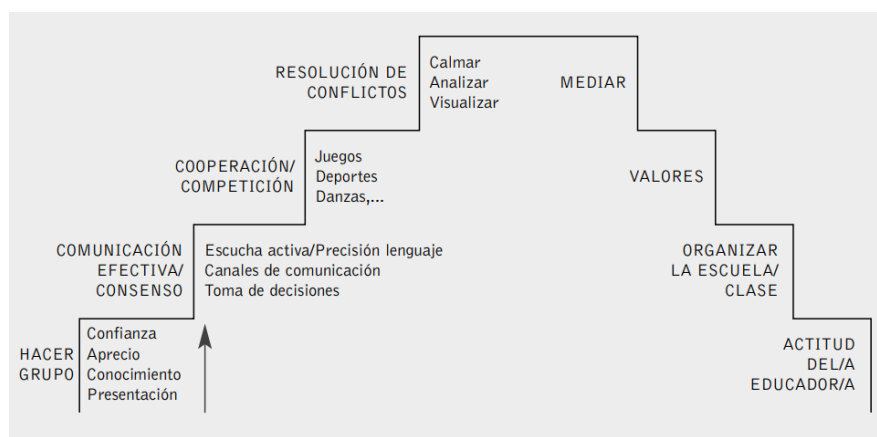 RESOLUCIÓN DE
CONFLICTOS
Calmar
Analizar
Visualizar
MEDIAR
COOPERACIÓN/
COMPETICIÓN
Juegos
Deportes
Danzas,...
VALORES
COMUNICACIÓN
EFECTIVA/
CONSENSO
Escucha activa/Precisión lenguaje
Canales de comunicación
Toma de decisiones
ORGANIZAR
LA ESCUELA/
CLASE
HACER
GRUPO
Confianza
Aprecio
Conocimiento
Presentación
ACTITUD
DEL/A
EDUCADOR/A